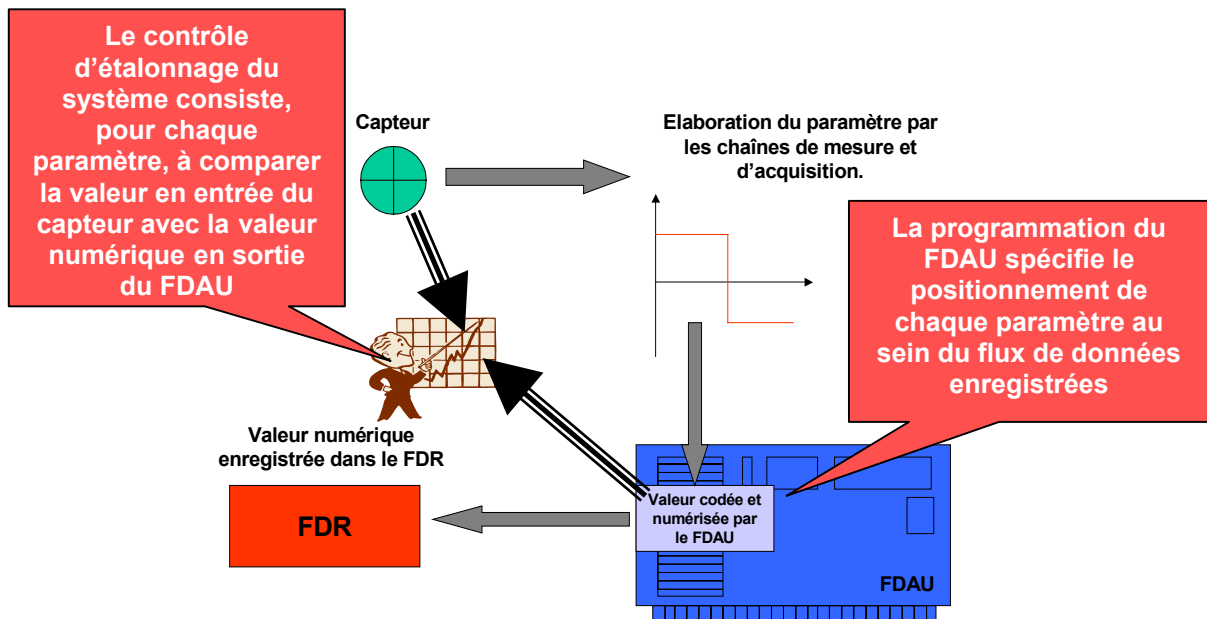 Le contrôle
d'étalonnage du
système consiste,
pour chaque
paramètre, à comparer
la valeur en entrée du
capteur avec la valeur
numérique en sortie
du FDAU
Capteur
Elaboration du paramètre par
les chaînes de mesure et
d'acquisition.
La programmation du
FDAU spécifie le
positionnement de
chaque paramètre au
sein du flux de données
enregistrées
Valeur numérique
enregistrée dans le FDR
FDR
Valeur codée et
numérisée par
le FDAU
FDAU